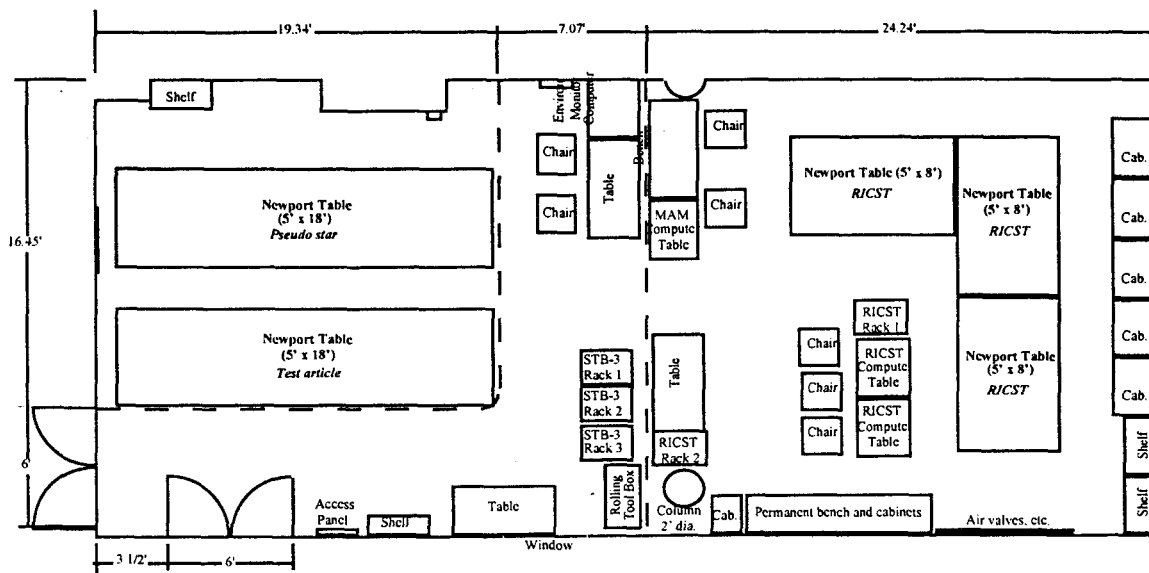 19.34'
7.07'
24.24'
Shelf
Environ
Monitor
Computer
Chair
Chair
Table
Bench
MAM
Compute
Table
Chair
Chair
Newport Table (5' x 8')
RICST
Newport Table
(5' x 8')
RICST
Newport Table
(5' x 8')
RICST
Cab.
Cab.
Cab.
Cab.
Cab.
Shelf
Shelf
16.45'
6'
Newport Table
(5' x 18')
Pseudo star
Newport Table
(5' x 18')
Test article
STB-3
Rack 1
STB-3
Rack 2
STB-3
Rack 3
Rolling
Tool Box
Table
RICST
Rack 2
Column
2' dia.
Chair
Chair
Chair
RICST
Rack 1
RICST
Compute
Table
RICST
Compute
Table
Access
Panel
Shelf
Table
Window
Cab.
Permanent bench and cabinets
Air valves, etc.
3 1/2'
6'